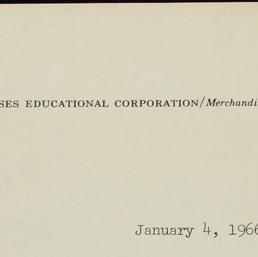 SES EDUCATIONAL CORPORATION/Merchandi
January 4, 1966